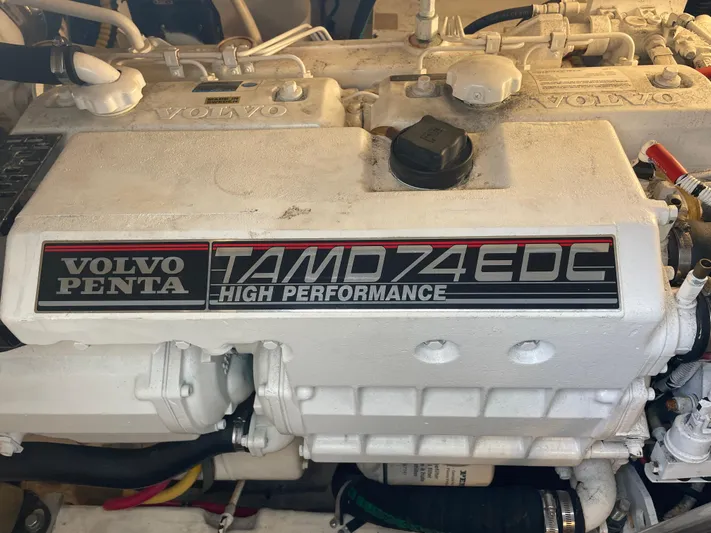 VOLVO
VOLVO
VOLVO
PENTA
TAMD74EDC
HIGH PERFORMANCE